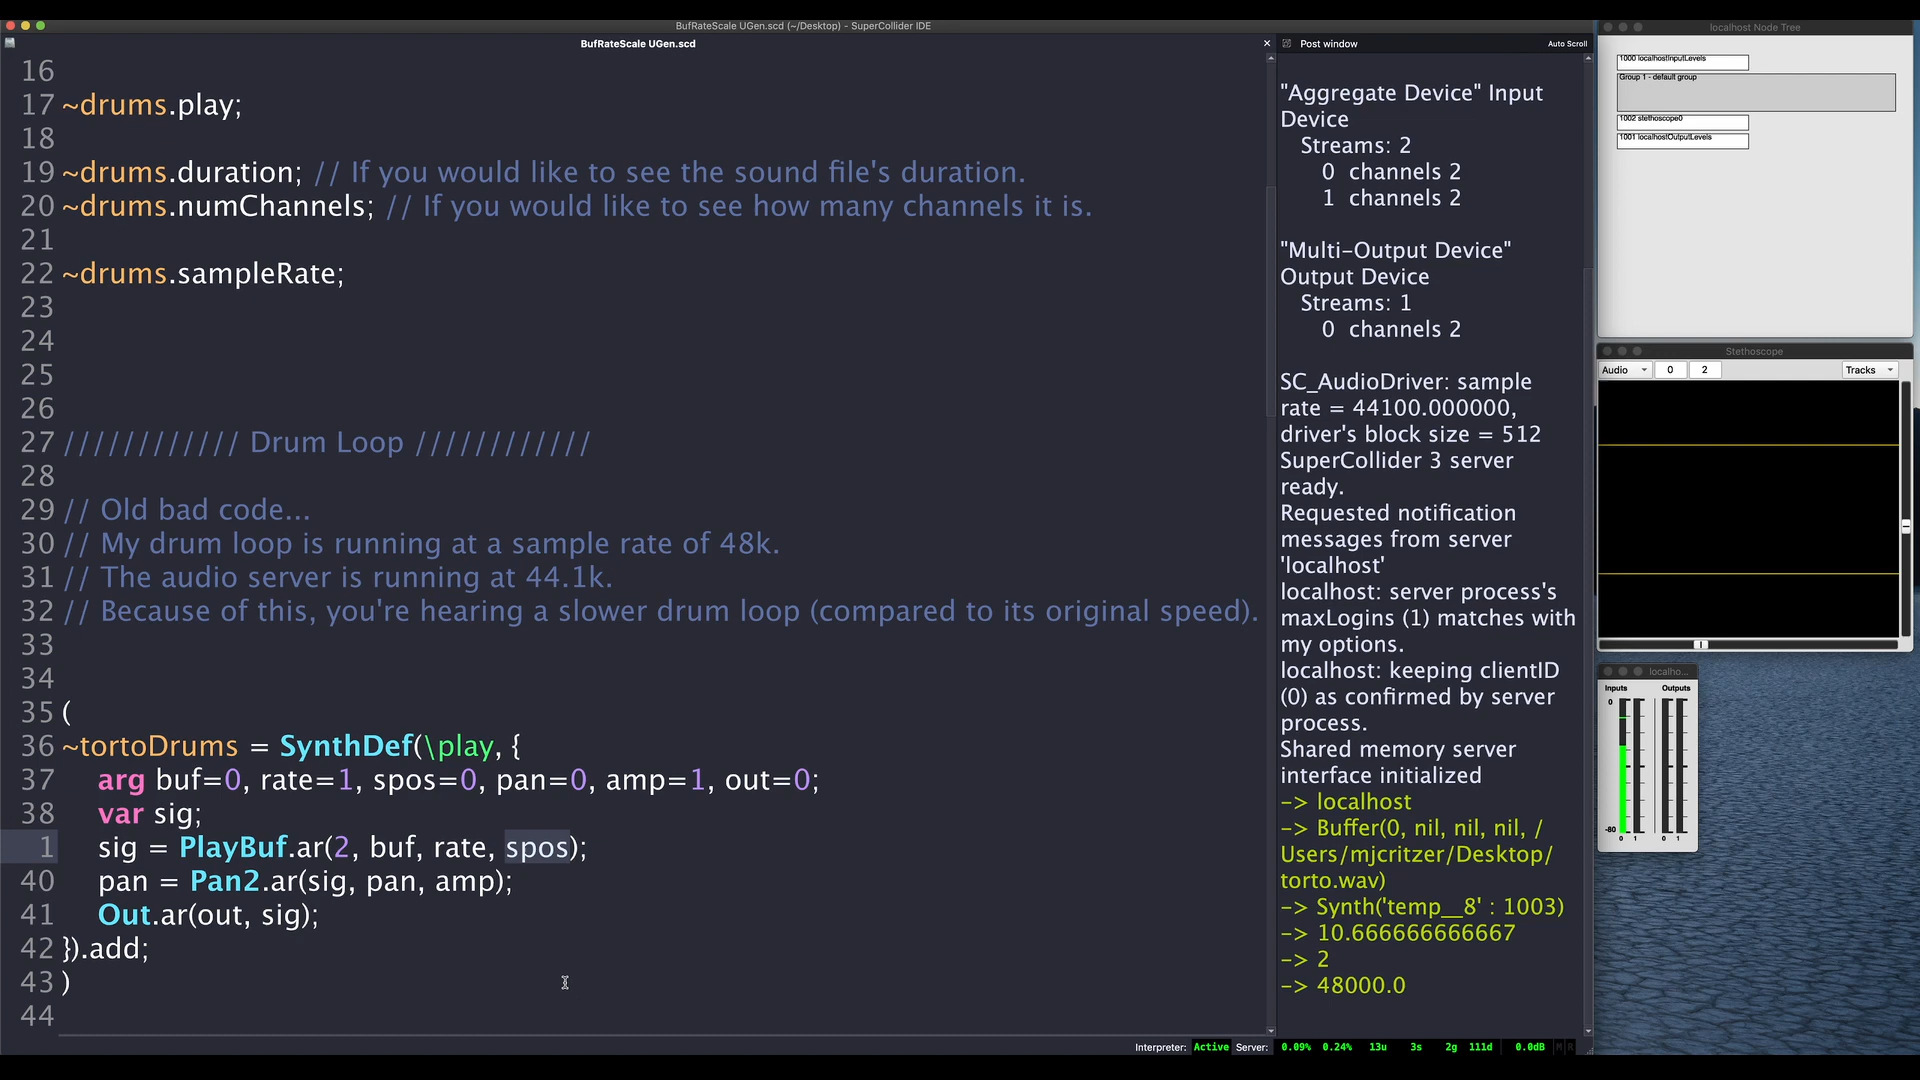 BufRateScale UGen.scd (~/Desktop) - SuperCollider IDE
BufRateScale UGen.scd
16
17 ~drums.play;
18
19 ~drums.duration; // If you would like to see the sound file's duration.
20 ~drums.numChannels; // If you would like to see how many channels it is.
21
22 ~drums.sampleRate;
23
24
25
26
27 //////////// Drum Loop ////////////
28
29 // Old bad code...
30 // My drum loop is running at a sample rate of 48k.
31 // The audio server is running at 44.1k.
32 // Because of this, you're hearing a slower drum loop (compared to its original speed).
33
34
35 (
36 ~tortoDrums = SynthDef(\play, {
37 arg buf=0, rate=1, spos=0, pan=0, amp=1, out=0;
38 var sig;
1 sig = PlayBuf.ar(2, buf, rate, spos);
40 pan = Pan2.ar(sig, pan, amp);
41 Out.ar(out, sig);
42 }).add;
43 )
44
Post window
Auto Scroll
"Aggregate Device" Input
Device
Streams: 2
0 channels 2
1 channels 2
"Multi-Output Device"
Output Device
Streams: 1
0 channels 2
SC_AudioDriver: sample
rate = 44100.000000,
driver's block size = 512
SuperCollider 3 server
ready.
Requested notification
messages from server
'localhost'
localhost: server process's
maxLogins (1) matches with
my options.
localhost: keeping clientID
(0) as confirmed by server
process.
Shared memory server
interface initialized
-> localhost
-> Buffer(0, nil, nil, nil, /
Users/mjcritzer/Desktop/
torto.wav)
-> Synth('temp__8' : 1003)
-> 10.666666666667
-> 2
-> 48000.0
Interpreter: Active Server: 0.09% 0.24% 13u 3s 2g 111d 0.0dB M R
localhost Node Tree
1000 localhostInputLevels
Group 1 - default group
1002 stethoscope0
1001 localhostOutputLevels
Stethoscope
Audio 0 2 Tracks
localho...
Inputs Outputs
0
-80
0 1 0 1